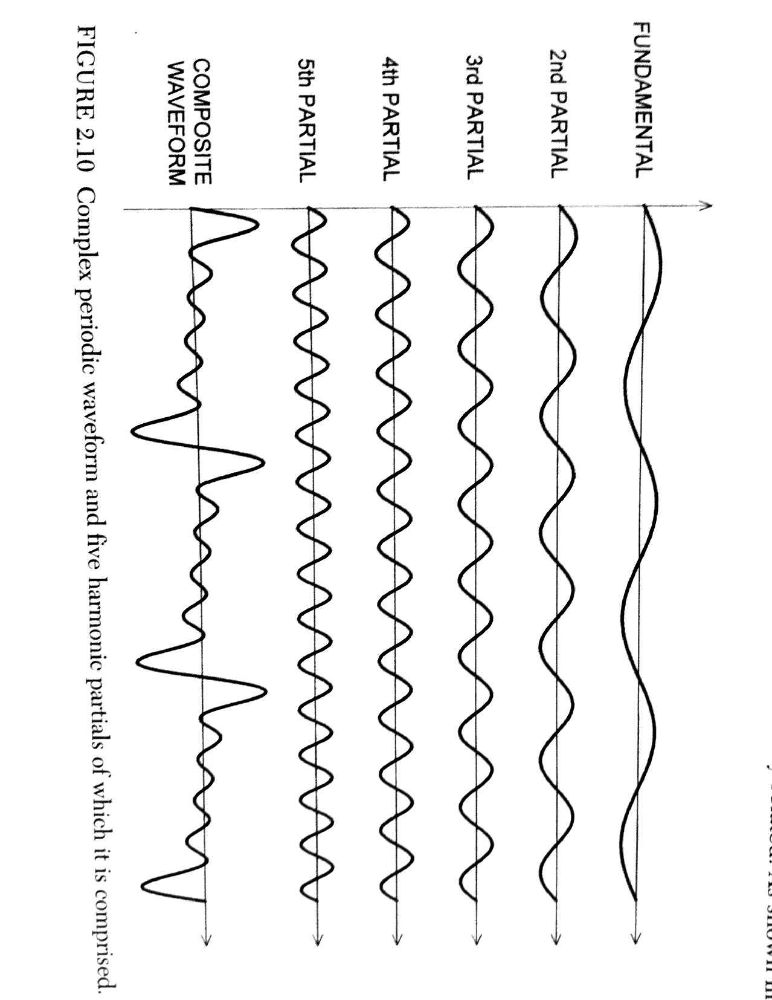 FUNDAMENTAL
2nd PARTIAL
3rd PARTIAL
4th PARTIAL
5th PARTIAL
COMPOSITE
WAVEFORM
FIGURE 2.10 Complex periodic waveform and five harmonic partials of which it is comprised.